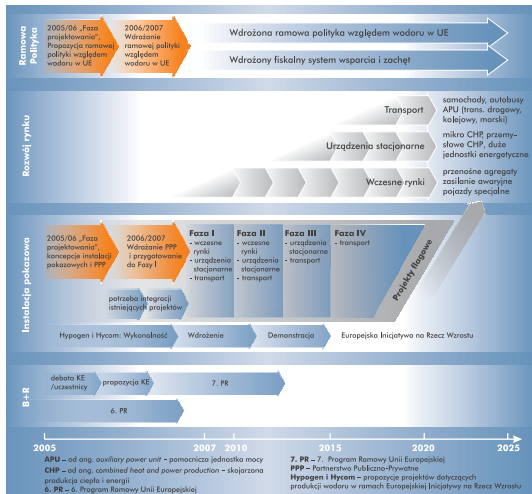 Ramowa
Polityka
2005/06 „Faza
projektowania”,
Propozycja ramowej
polityki względem
wodoru w UE
2006/2007
Wdrażanie
ramowej polityki
względem
wodoru w UE
Wdrożona ramowa polityka względem wodoru w UE
Wdrożony fiskalny system wsparcia i zachęt
Rozwój rynku
Transport
samochody, autobusy
APU (trans. drogowy,
kolejowy, morski)
Urządzenia stacjonarne
mikro CHP, przemy-
słowe CHP, duże
jednostki energetyczne
Wczesne rynki
przenośne agregaty
zasilanie awaryjne
pojazdy specjalne
Instalacja pokazowa
2005/06 „Faza
projektowania”,
koncepcje instalacji
pokazowych i PPP
2006/2007
Wdrażanie PPP
i przygotowanie
do Fazy I
Faza I
- wczesne
rynki
- urządzenia
stacjonarne
- transport
Faza II
- wczesne
rynki
- urządzenia
stacjonarne
- transport
Faza III
- urządzenia
stacjonarne
- transport
Faza IV
- transport
Projekty flagowe
potrzeba integracji
istniejących projektów
Hypogen i Hycom: Wykonalność
Wdrożenie
Demonstracja
Europejska Inicjatywa na Rzecz Wzrostu
B+R
debata KE
/uczestnicy
propozycja KE
7. PR
6. PR
2005
2007
2010
2015
2020
2025
APU – od ang. auxiliary power unit – pomocnicza jednostka mocy
CHP – od ang. combined heat and power production – skojarzona
produkcja ciepła i energii
6. PR – 6. Program Ramowy Unii Europejskiej
7. PR – 7. Program Ramowy Unii Europejskiej
PPP – Partnerstwo Publiczno-Prywatne
Hypogen i Hycom – propozycje projektów dotyczących
produkcji wodoru w ramach Europejskiej Inicjatywy na Rzecz Wzrostu